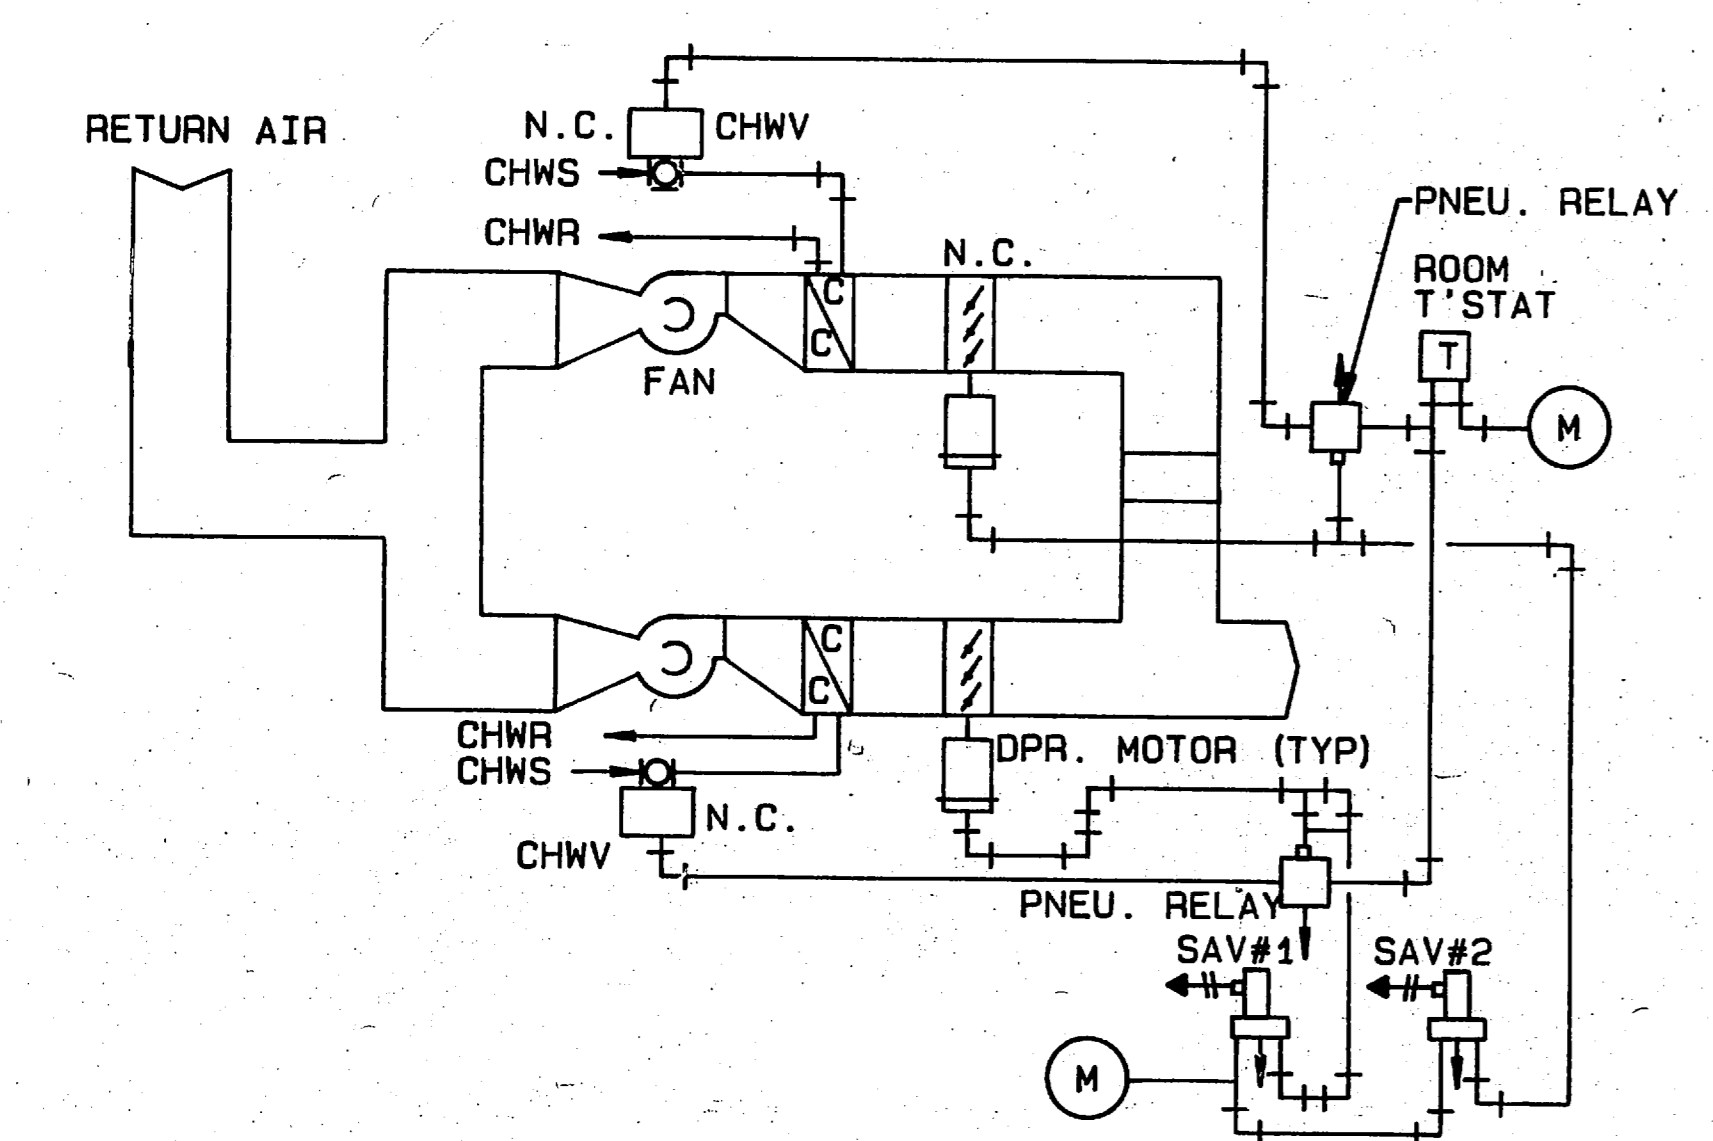 RETURN AIR
N.C.
CHWV
CHWS
CHWR
N.C.
PNEU. RELAY
ROOM
T'STAT
T
C
C
FAN
M
C
C
CHWR
CHWS
DPR. MOTOR (TYP)
N.C.
CHWV
PNEU. RELAY
SAV#1
SAV#2
M